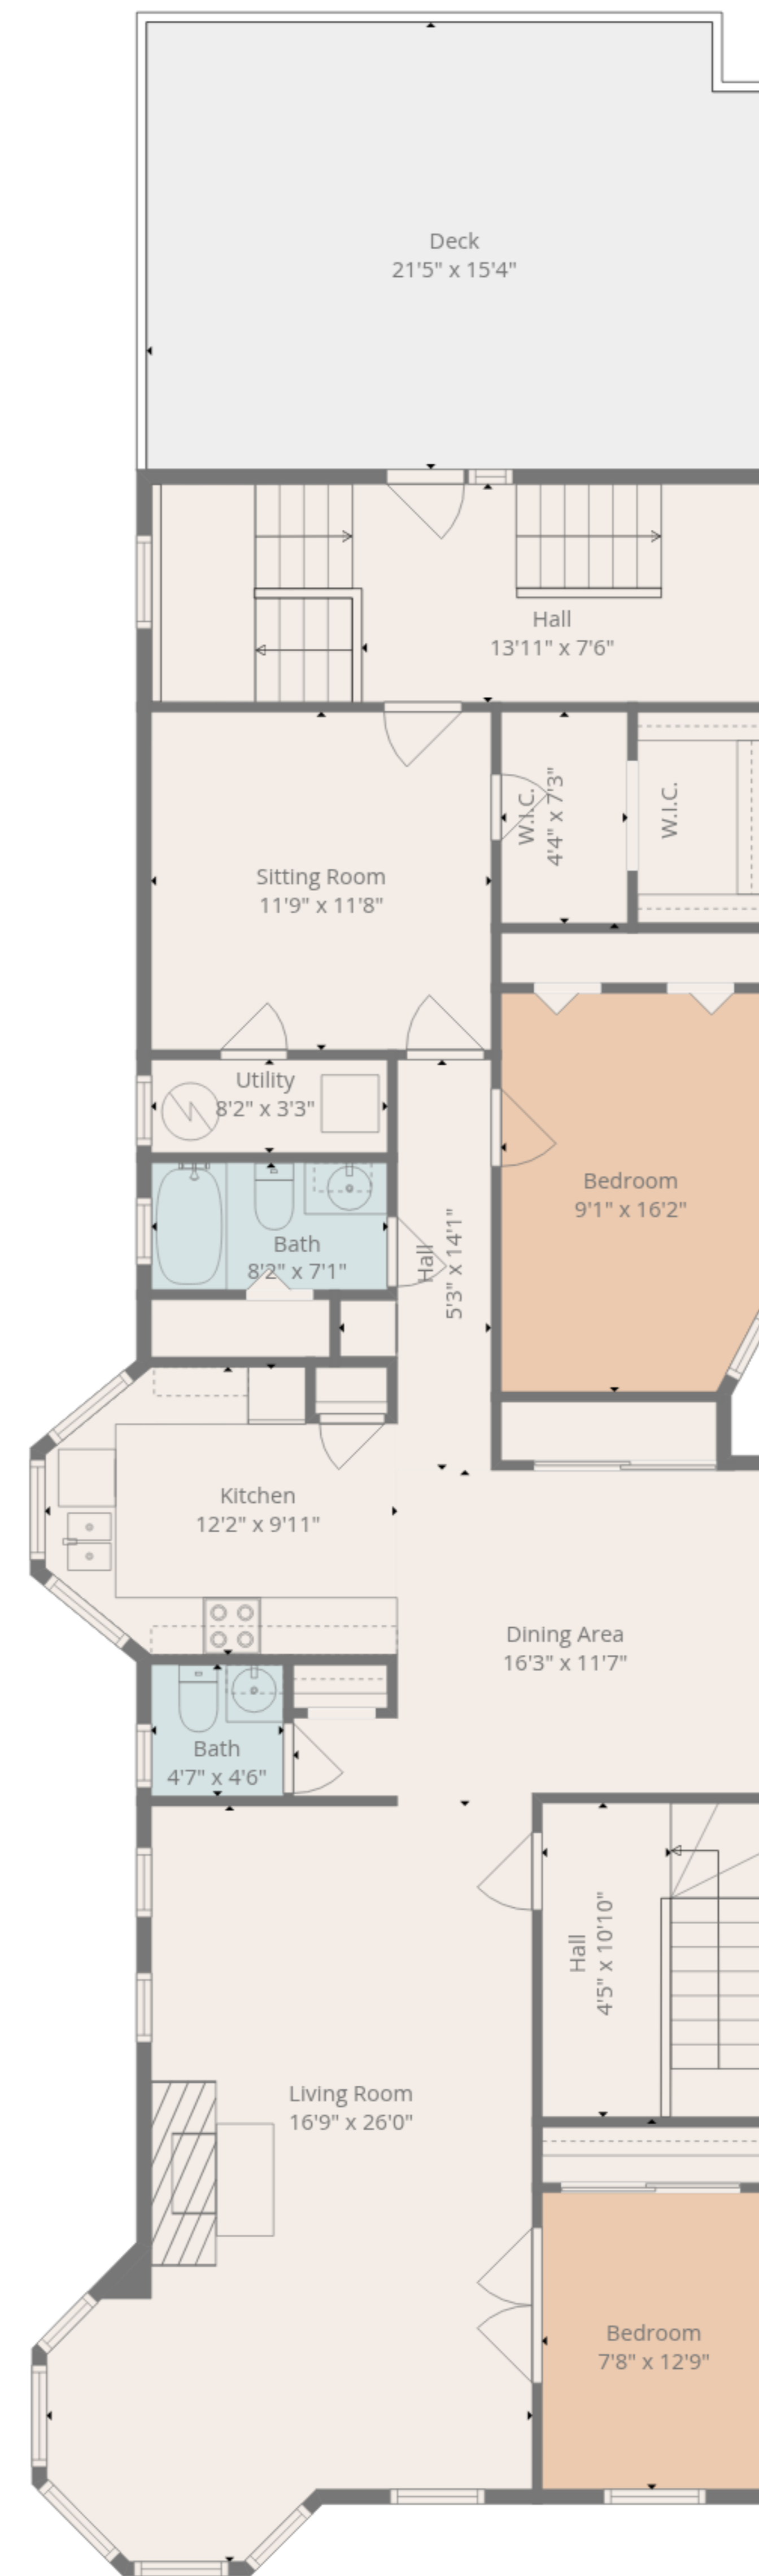 Deck
21'5" x 15'4"
Hall
13'11" x 7'6"
W.I.C.
4'4" x 7'3"
W.I.C.
Sitting Room
11'9" x 11'8"
Utility
8'2" x 3'3"
Bedroom
9'1" x 16'2"
Bath
8'2" x 7'1"
Hall
5'3" x 14'1"
Kitchen
12'2" x 9'11"
Dining Area
16'3" x 11'7"
Bath
4'7" x 4'6"
Hall
4'5" x 10'10"
Living Room
16'9" x 26'0"
Bedroom
7'8" x 12'9"